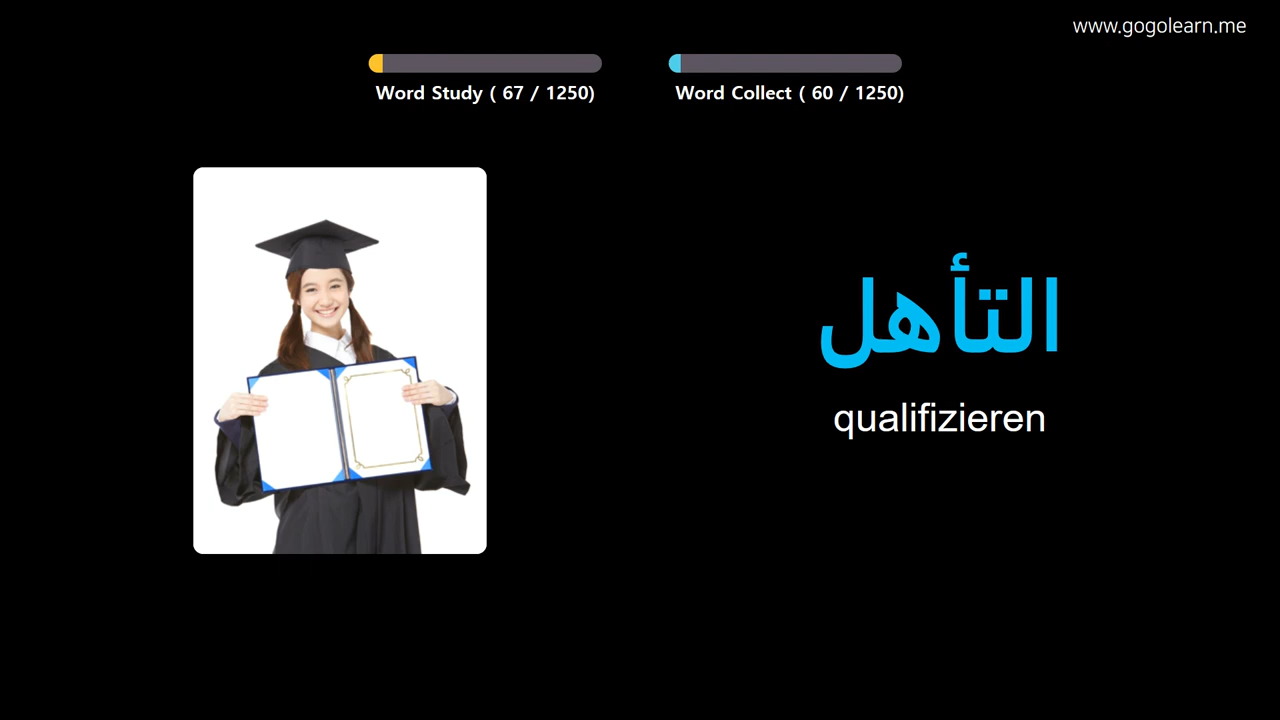 www.gogolearn.me
Word Study ( 67 / 1250)
Word Collect ( 60 / 1250)
التأهل
qualifizieren